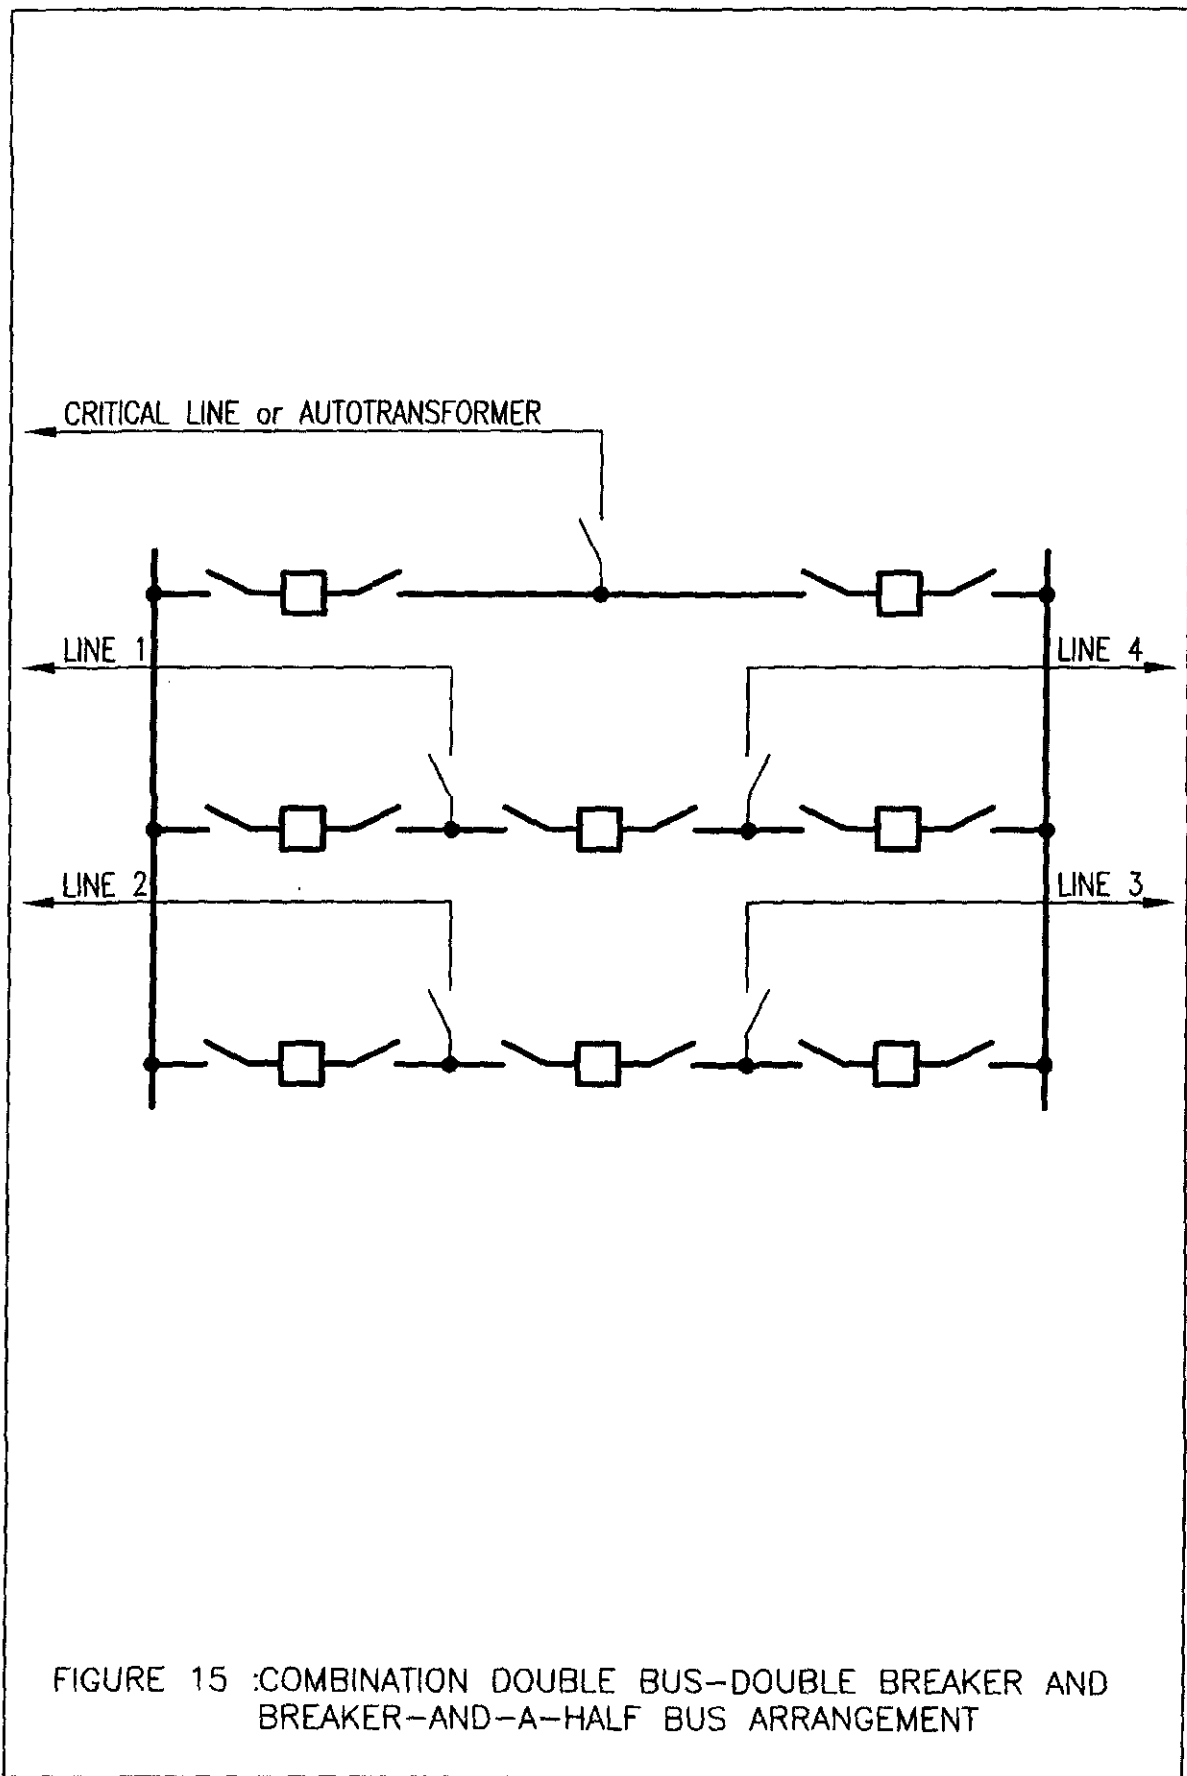 CRITICAL LINE or AUTOTRANSFORMER
LINE 1
LINE 4
LINE 2
LINE 3
FIGURE 15 :COMBINATION DOUBLE BUS-DOUBLE BREAKER AND
BREAKER-AND-A-HALF BUS ARRANGEMENT